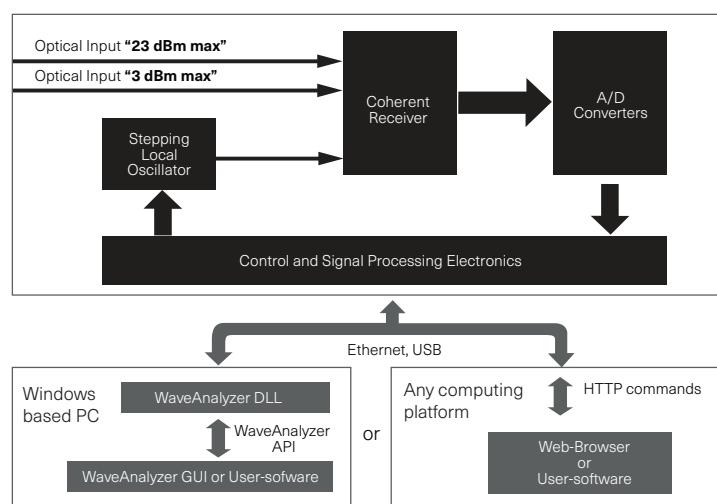 Optical Input “23 dBm max”
Optical Input “3 dBm max”
Coherent
Receiver
A/D
Converters
Stepping
Local
Oscillator
Control and Signal Processing Electronics
Ethernet, USB
Windows
based PC
WaveAnalyzer DLL
WaveAnalyzer
API
WaveAnalyzer GUI or User-sofware
or
Any computing
platform
HTTP commands
Web-Browser
or
User-software